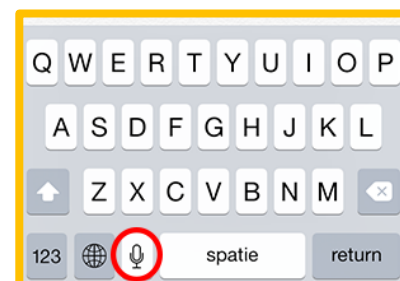 Q W E R T Y U I O P
A S D F G H J K L
Z X C V B N M
123 spatie return